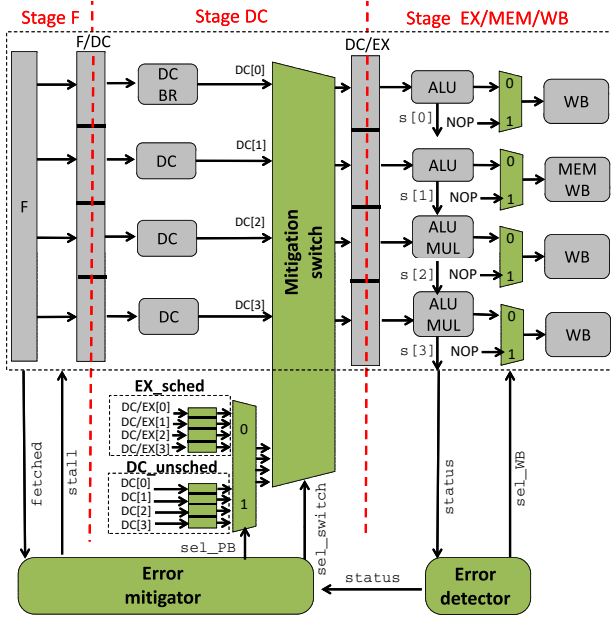 Stage F
Stage DC
Stage EX/MEM/WB
F/DC
DC/EX
F
DC
BR
DC[0]
ALU
0
1
WB
s[0]
NOP
DC
DC[1]
ALU
0
1
MEM
WB
s[1]
NOP
DC
DC[2]
ALU
MUL
0
1
WB
s[2]
NOP
DC
DC[3]
ALU
MUL
0
1
WB
s[3]
NOP
Mitigation
switch
EX_sched
DC/EX[0]
DC/EX[1]
DC/EX[2]
DC/EX[3]
0
DC_unsched
DC[0]
DC[1]
DC[2]
DC[3]
1
fetched
stall
sel_PB
sel_switch
status
sel_WB
Error
mitigator
status
Error
detector